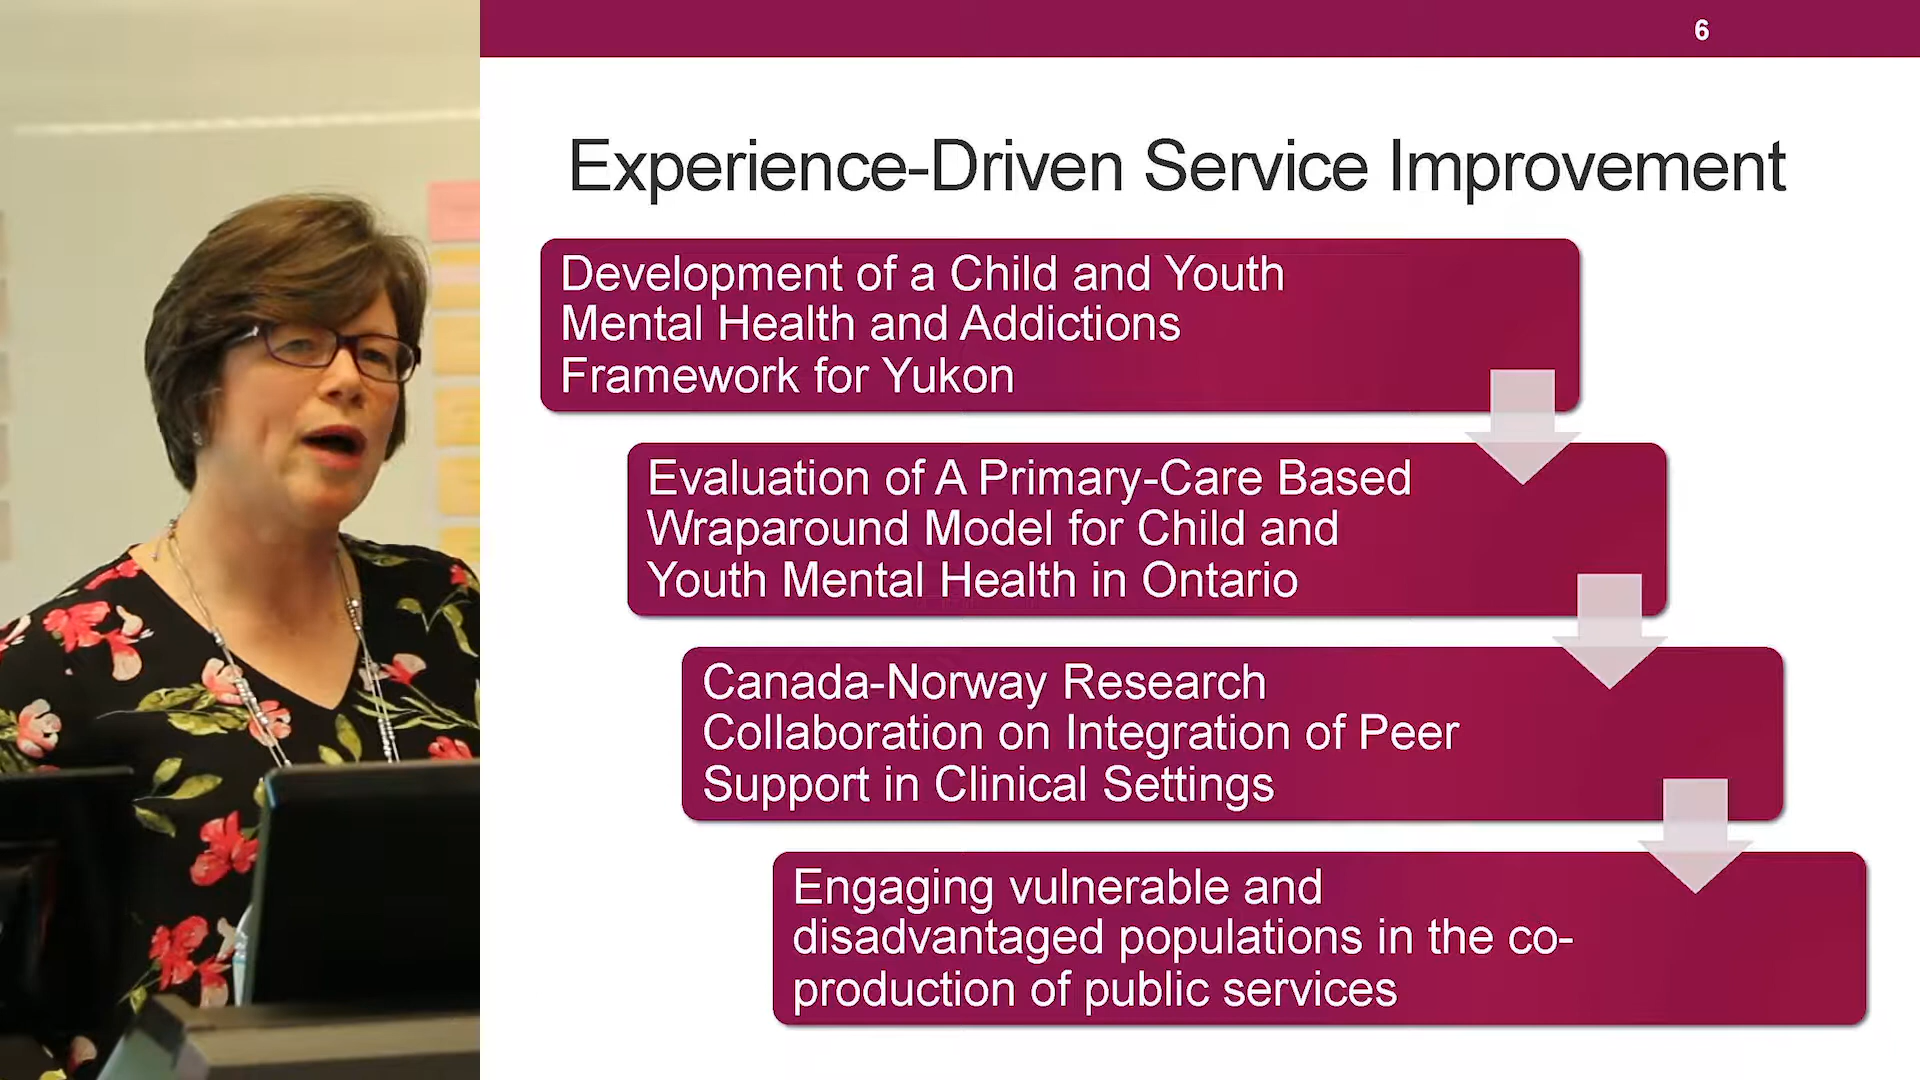 6
Experience-Driven Service Improvement
Development of a Child and Youth
Mental Health and Addictions
Framework for Yukon
Evaluation of A Primary-Care Based
Wraparound Model for Child and
Youth Mental Health in Ontario
Canada-Norway Research
Collaboration on Integration of Peer
Support in Clinical Settings
Engaging vulnerable and
disadvantaged populations in the co-
production of public services